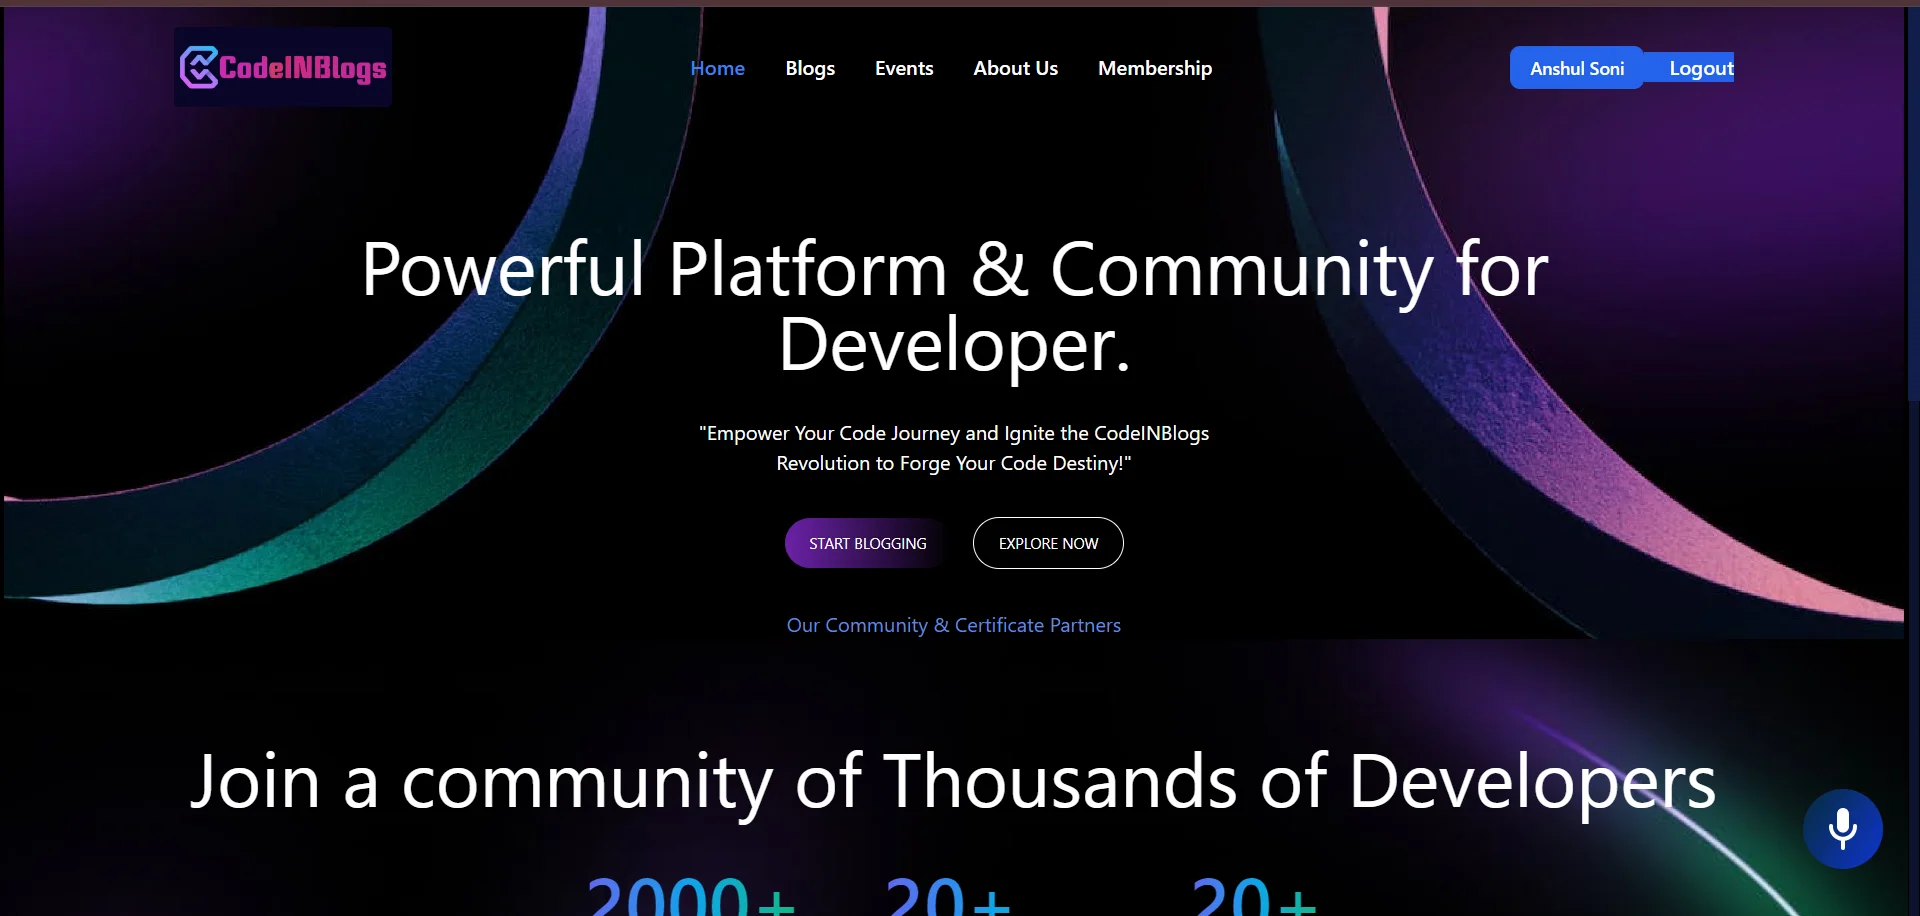 CodeINBlogs
Home Blogs Events About Us Membership
Anshul Soni Logout
Powerful Platform & Community for
Developer.
"Empower Your Code Journey and Ignite the CodeINBlogs
Revolution to Forge Your Code Destiny!"
START BLOGGING EXPLORE NOW
Our Community & Certificate Partners
Join a community of Thousands of Developers
2000+ 20+ 20+